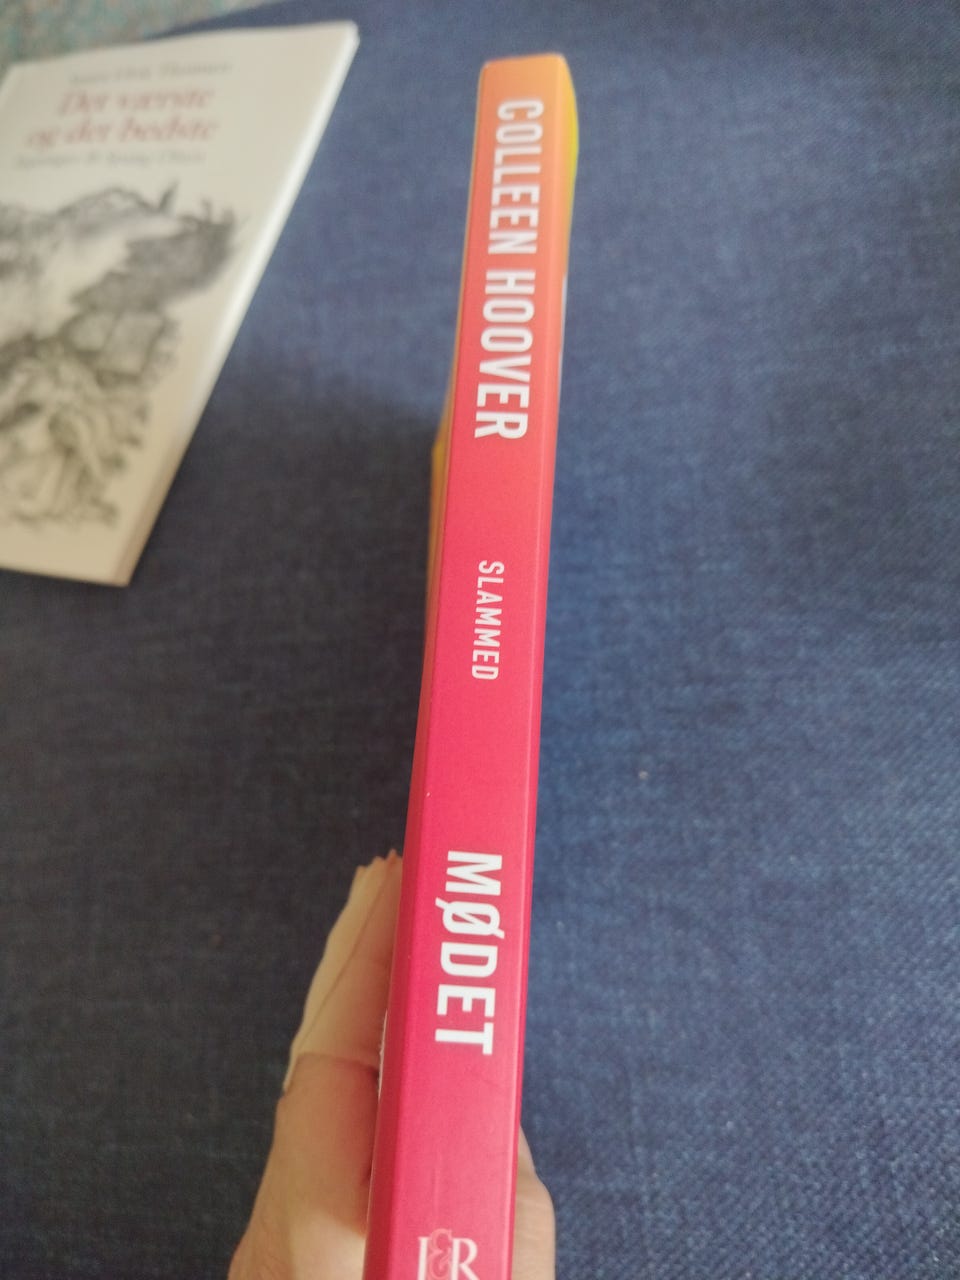 Det værste
og det bedste
COLLEEN HOOVER
SLAMMED
MØDET
L&R